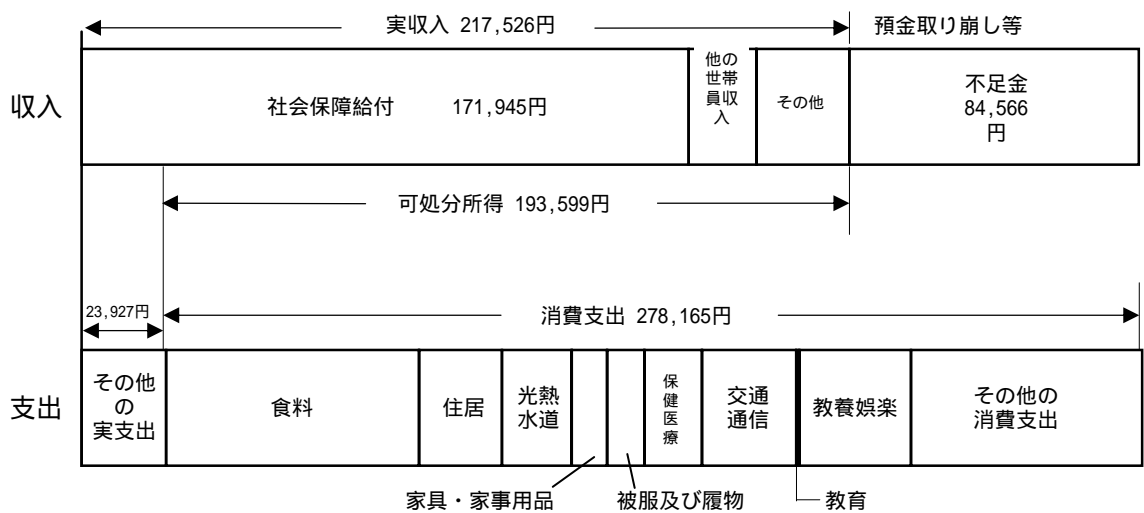 実収入 217,526円
預金取り崩し等
収入
社会保障給付 171,945円
他の
世帯
員収
入
その他
不足金
84,566
円
可処分所得 193,599円
23,927円
消費支出 278,165円
支出
その他
の
実支出
食料
住居
光熱
水道
保
健
医
療
交通
通信
教養娯楽
その他の
消費支出
家具・家事用品
被服及び履物
教育